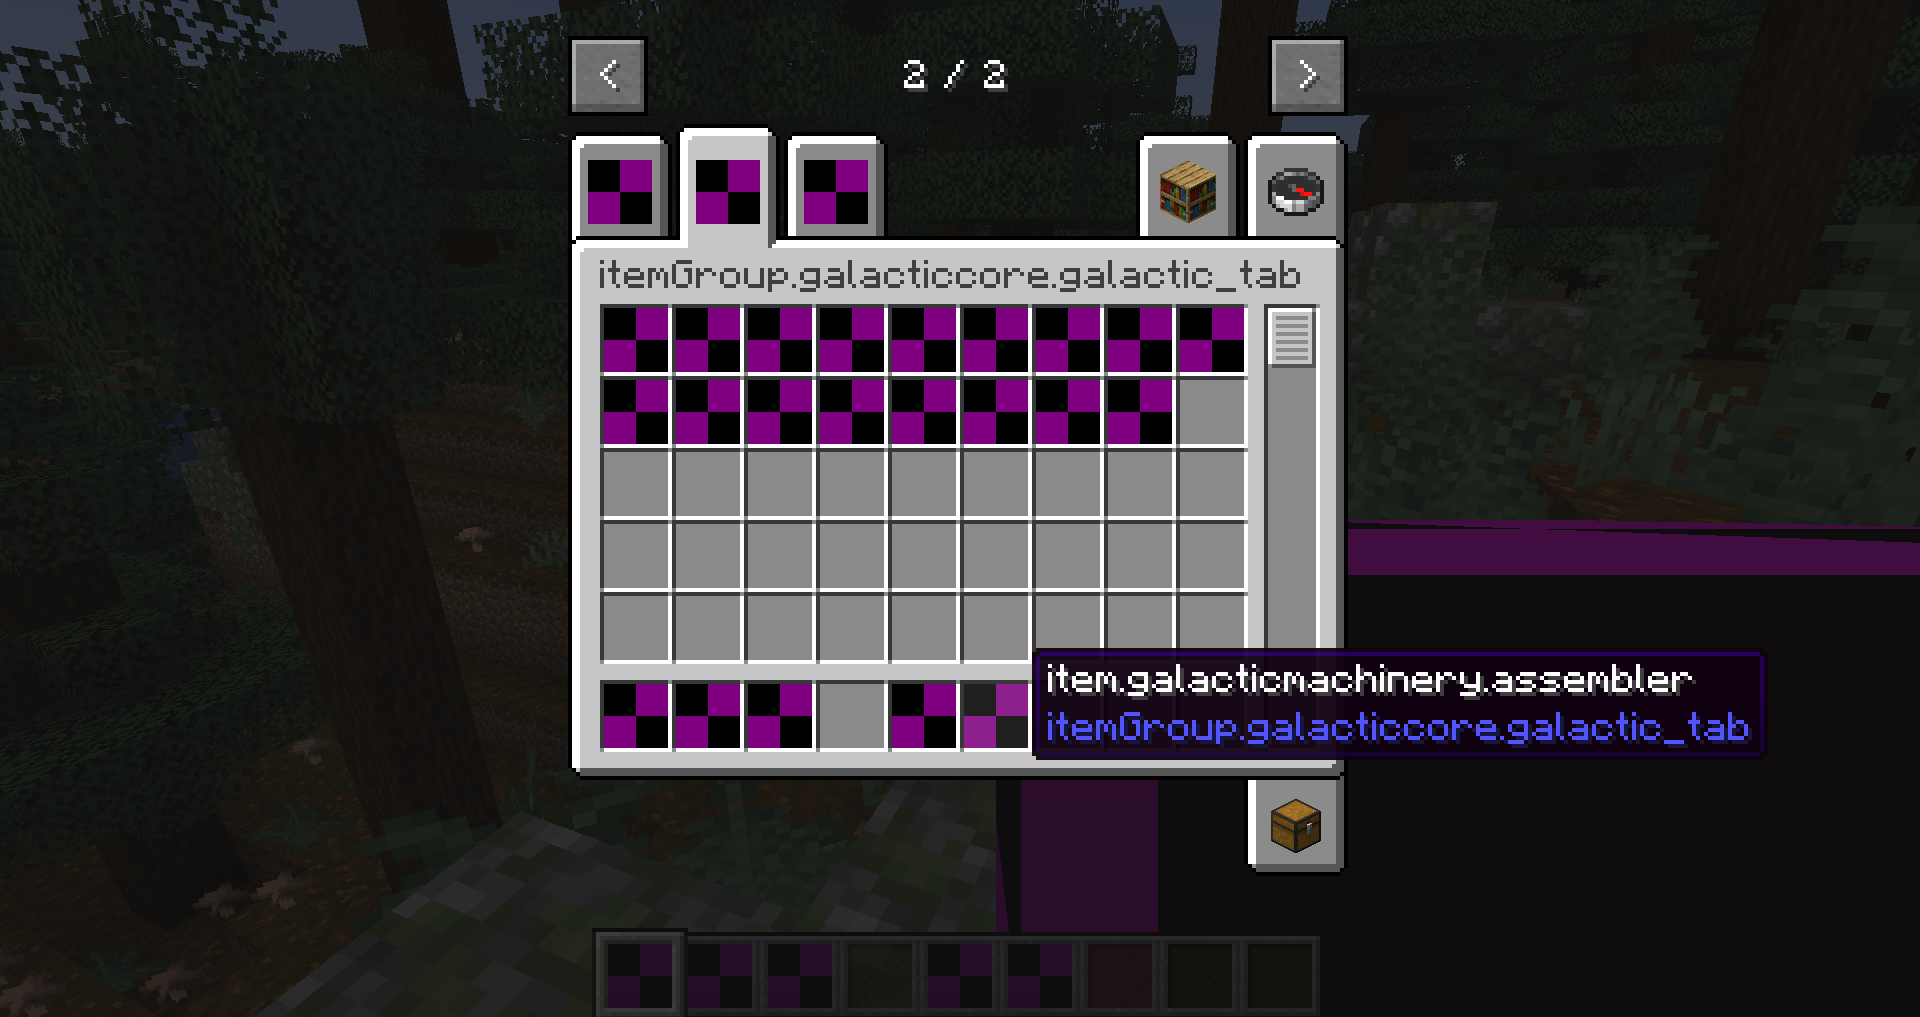 <
2 / 2
>
itemGroup.galacticcore.galactic_tab
item.galacticmachinery.assembler
itemGroup.galacticcore.galactic_tab